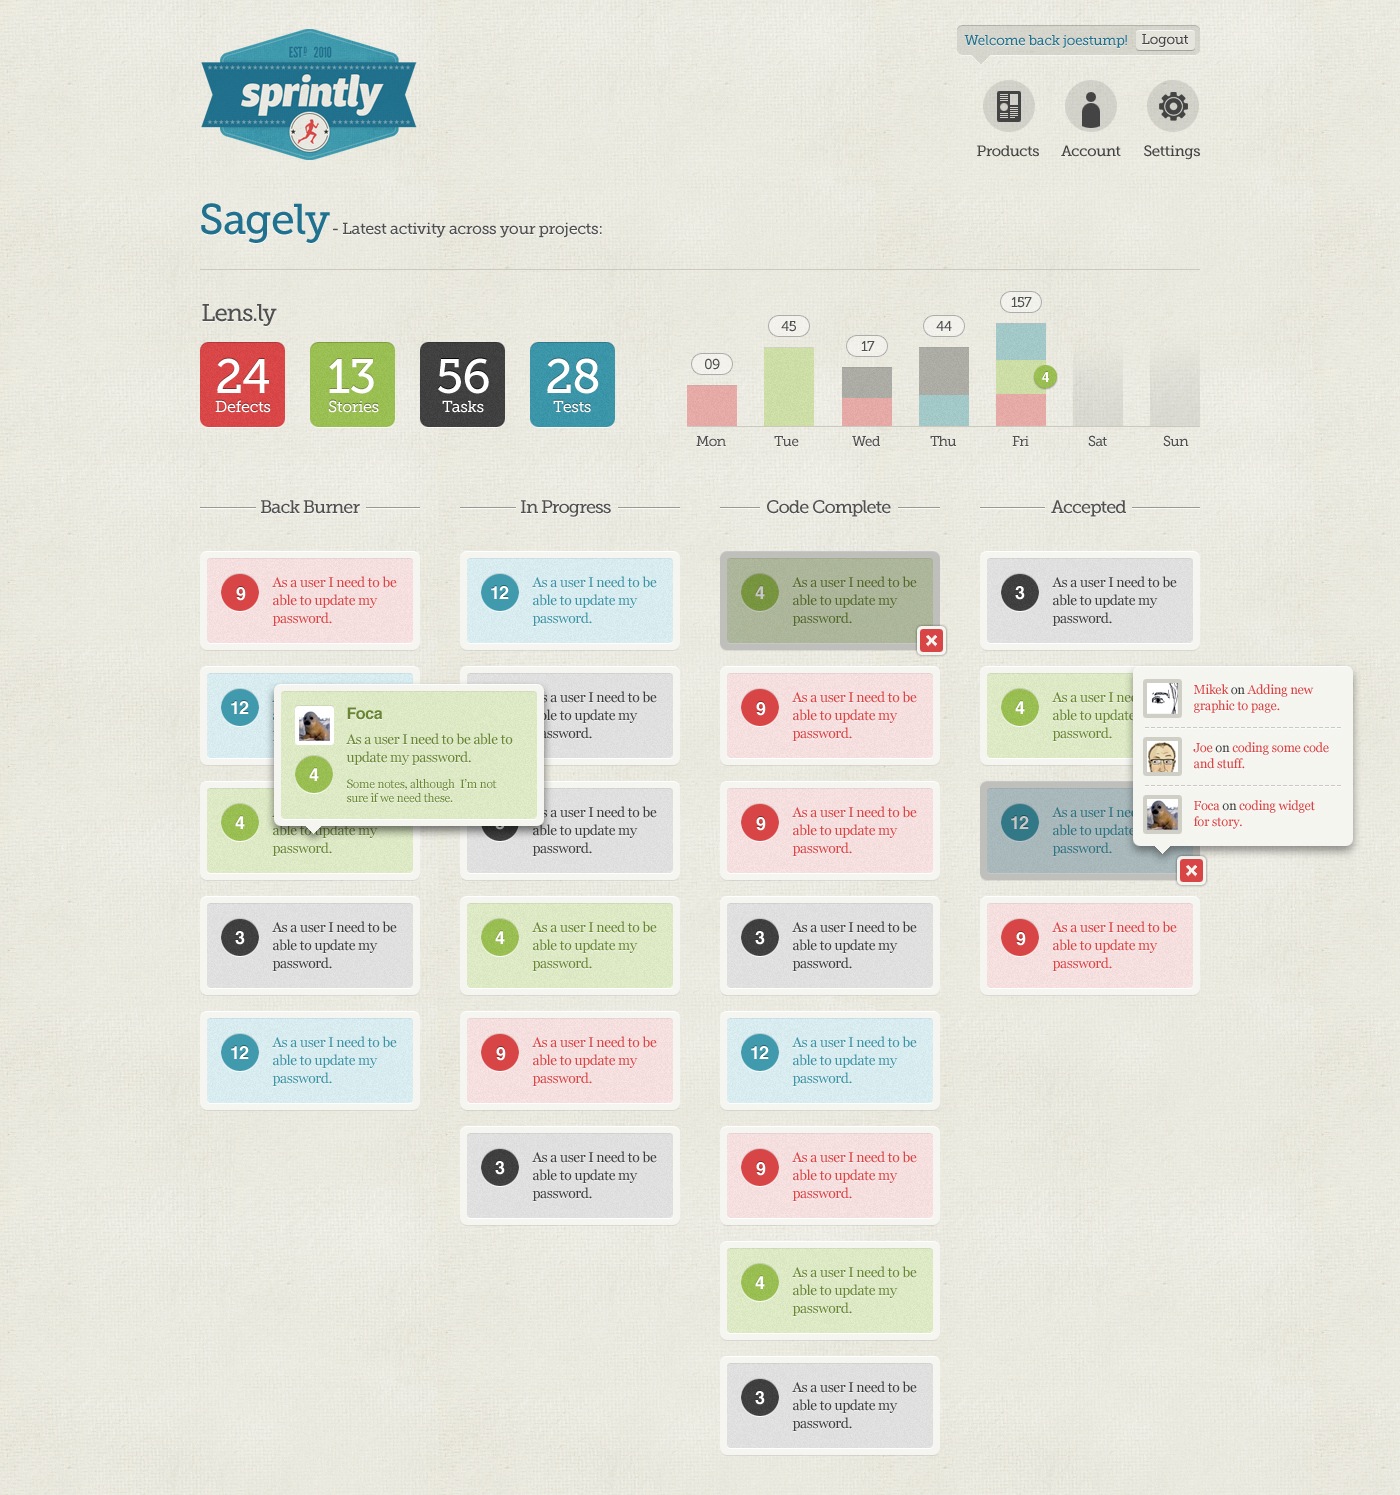 ESTD 2010
sprintly
Welcome back joestump! Logout
Products Account Settings
Sagely - Latest activity across your projects:
Lens.ly
24 Defects
13 Stories
56 Tasks
28 Tests
09 45 17 44 157
4
Mon Tue Wed Thu Fri Sat Sun
Back Burner
9
As a user I need to be
able to update my
password.
12
4
able to update my
password.
3
As a user I need to be
able to update my
password.
12
As a user I need to be
able to update my
password.
Foca
4
As a user I need to be able to
update my password.
Some notes, although I'm not
sure if we need these.
In Progress
12
As a user I need to be
able to update my
password.
s a user I need to be
ble to update my
ssword.
s a user I need to be
able to update my
password.
4
As a user I need to be
able to update my
password.
9
As a user I need to be
able to update my
password.
3
As a user I need to be
able to update my
password.
Code Complete
4
As a user I need to be
able to update my
password.
9
As a user I need to be
able to update my
password.
9
As a user I need to be
able to update my
password.
3
As a user I need to be
able to update my
password.
12
As a user I need to be
able to update my
password.
9
As a user I need to be
able to update my
password.
4
As a user I need to be
able to update my
password.
3
As a user I need to be
able to update my
password.
Accepted
3
As a user I need to be
able to update my
password.
4
As a user I ne
able to update
password.
12
As a user I ne
able to update
password.
9
As a user I need to be
able to update my
password.
Mikek on Adding new
graphic to page.
Joe on coding some code
and stuff.
Foca on coding widget
for story.